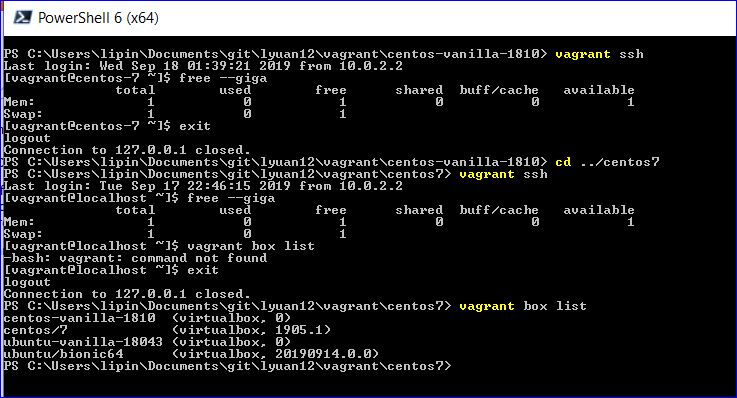 PowerShell 6 (x64)
PS C:\Users\lipin\Documents\git\lyuan12\vagrant\centos-vanilla-1810> vagrant ssh
Last login: Wed Sep 18 01:39:21 2019 from 10.0.2.2
[vagrant@centos-7 ~]$ free --giga
              total        used        free      shared  buff/cache   available
Mem:              1           0           1           0           0           1
Swap:             1           0           1
[vagrant@centos-7 ~]$ exit
logout
Connection to 127.0.0.1 closed.
PS C:\Users\lipin\Documents\git\lyuan12\vagrant\centos-vanilla-1810> cd ../centos7
PS C:\Users\lipin\Documents\git\lyuan12\vagrant\centos7> vagrant ssh
Last login: Tue Sep 17 22:46:15 2019 from 10.0.2.2
[vagrant@localhost ~]$ free --giga
              total        used        free      shared  buff/cache   available
Mem:              1           0           1           0           0           1
Swap:             1           0           1
[vagrant@localhost ~]$ vagrant box list
-bash: vagrant: command not found
[vagrant@localhost ~]$ exit
logout
Connection to 127.0.0.1 closed.
PS C:\Users\lipin\Documents\git\lyuan12\vagrant\centos7> vagrant box list
centos-vanilla-1810  (virtualbox, 0)
centos/7             (virtualbox, 1905.1)
ubuntu-vanilla-18043 (virtualbox, 0)
ubuntu/bionic64      (virtualbox, 20190914.0.0)
PS C:\Users\lipin\Documents\git\lyuan12\vagrant\centos7>